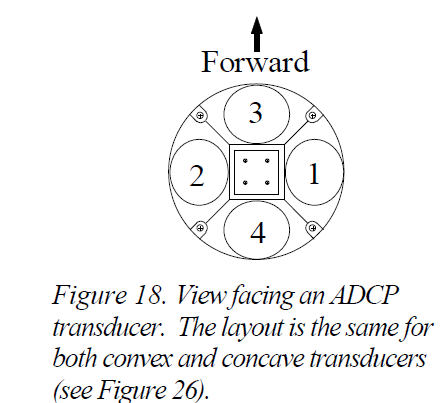 Forward
3
2 1
4
Figure 18. View facing an ADCP
transducer. The layout is the same for
both convex and concave transducers
(see Figure 26).